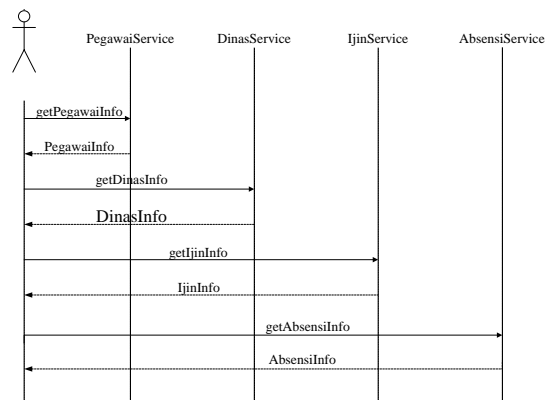 PegawaiService DinasService IjinService AbsensiService
getPegawaiInfo
PegawaiInfo
getDinasInfo
DinasInfo
getIjinInfo
IjinInfo
getAbsensiInfo
AbsensiInfo